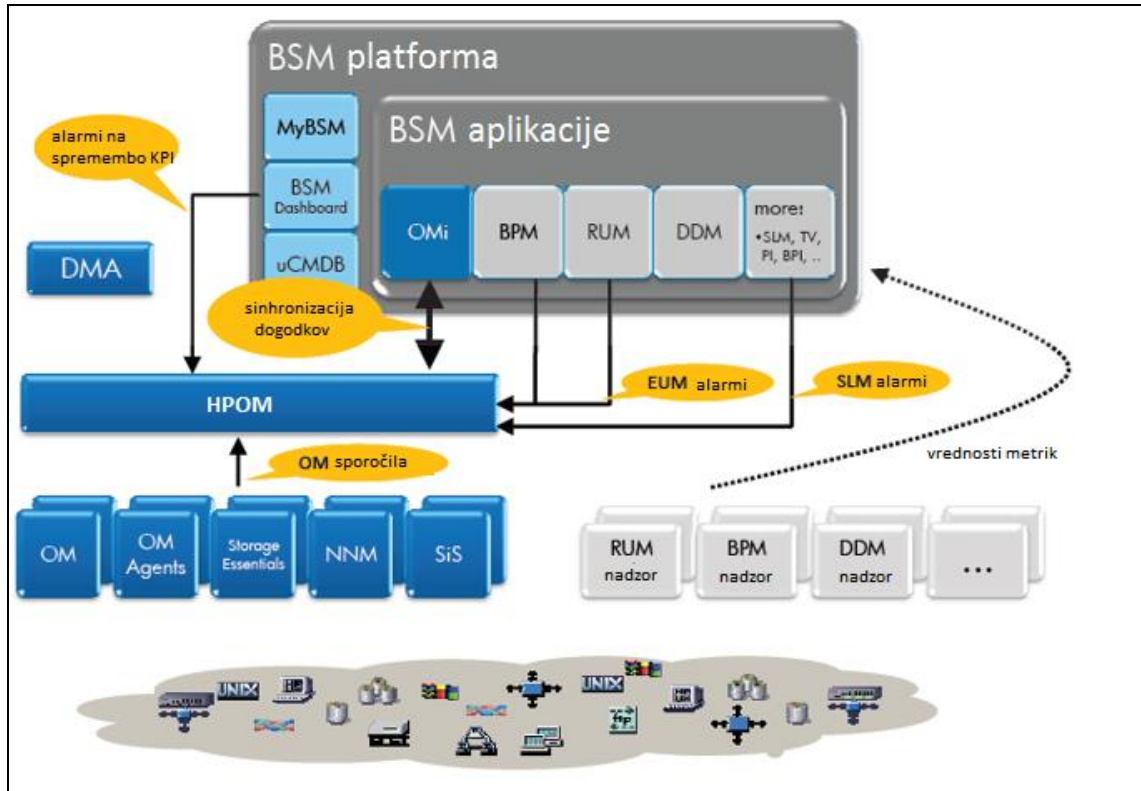 BSM platforma
alarmi na
spremembo KPI
MyBSM
BSM aplikacije
BSM
Dashboard
OMi
BPM
RUM
DDM
more:
•SLM, TV,
PI, BPI, ..
DMA
uCMDB
sinhronizacija
dogodkov
HPOM
EUM alarmi
SLM alarmi
OM sporočila
vrednosti metrik
OM
OM
Agents
Storage
Essentials
NNM
SiS
RUM
nadzor
BPM
nadzor
DDM
nadzor
...
UNIX
UNIX
ftp